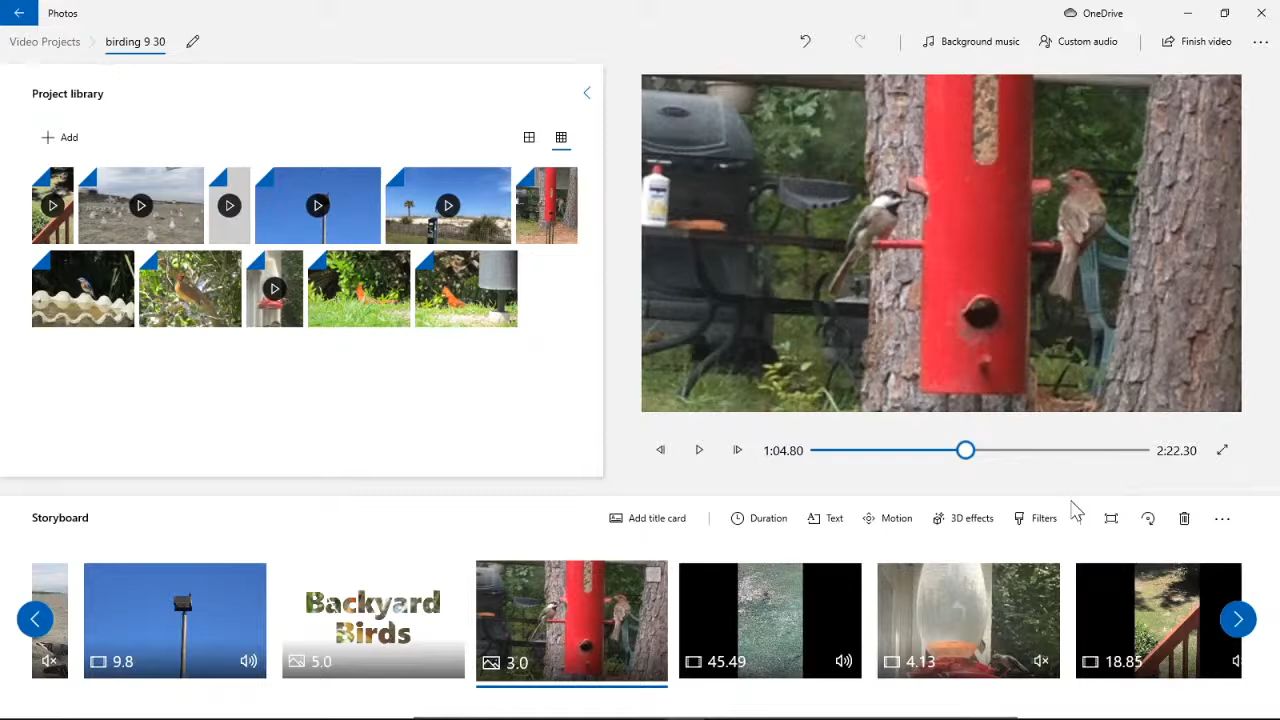 Photos
OneDrive
Video Projects
birding 9 30
Background music
Custom audio
Finish video
Project library
Add
1:04.80
2:22.30
Storyboard
Add title card
Duration
Text
Motion
3D effects
Filters
9.8
Backyard
Birds
5.0
3.0
45.49
4.13
18.85